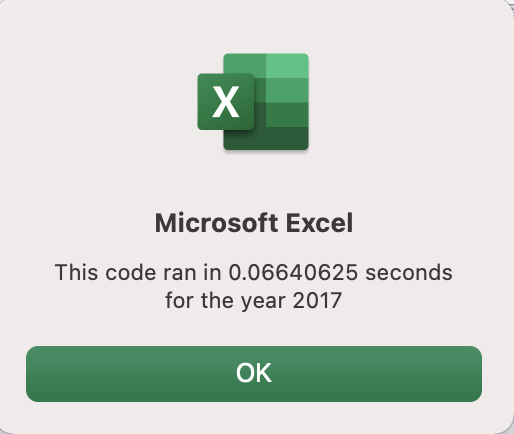 X
Microsoft Excel
This code ran in 0.06640625 seconds
for the year 2017
OK